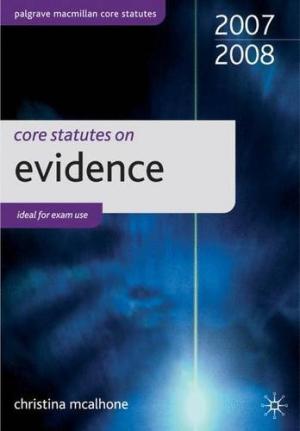 palgrave macmillan core statutes
2007
2008
core statutes on
evidence
ideal for exam use
christina mcalhone